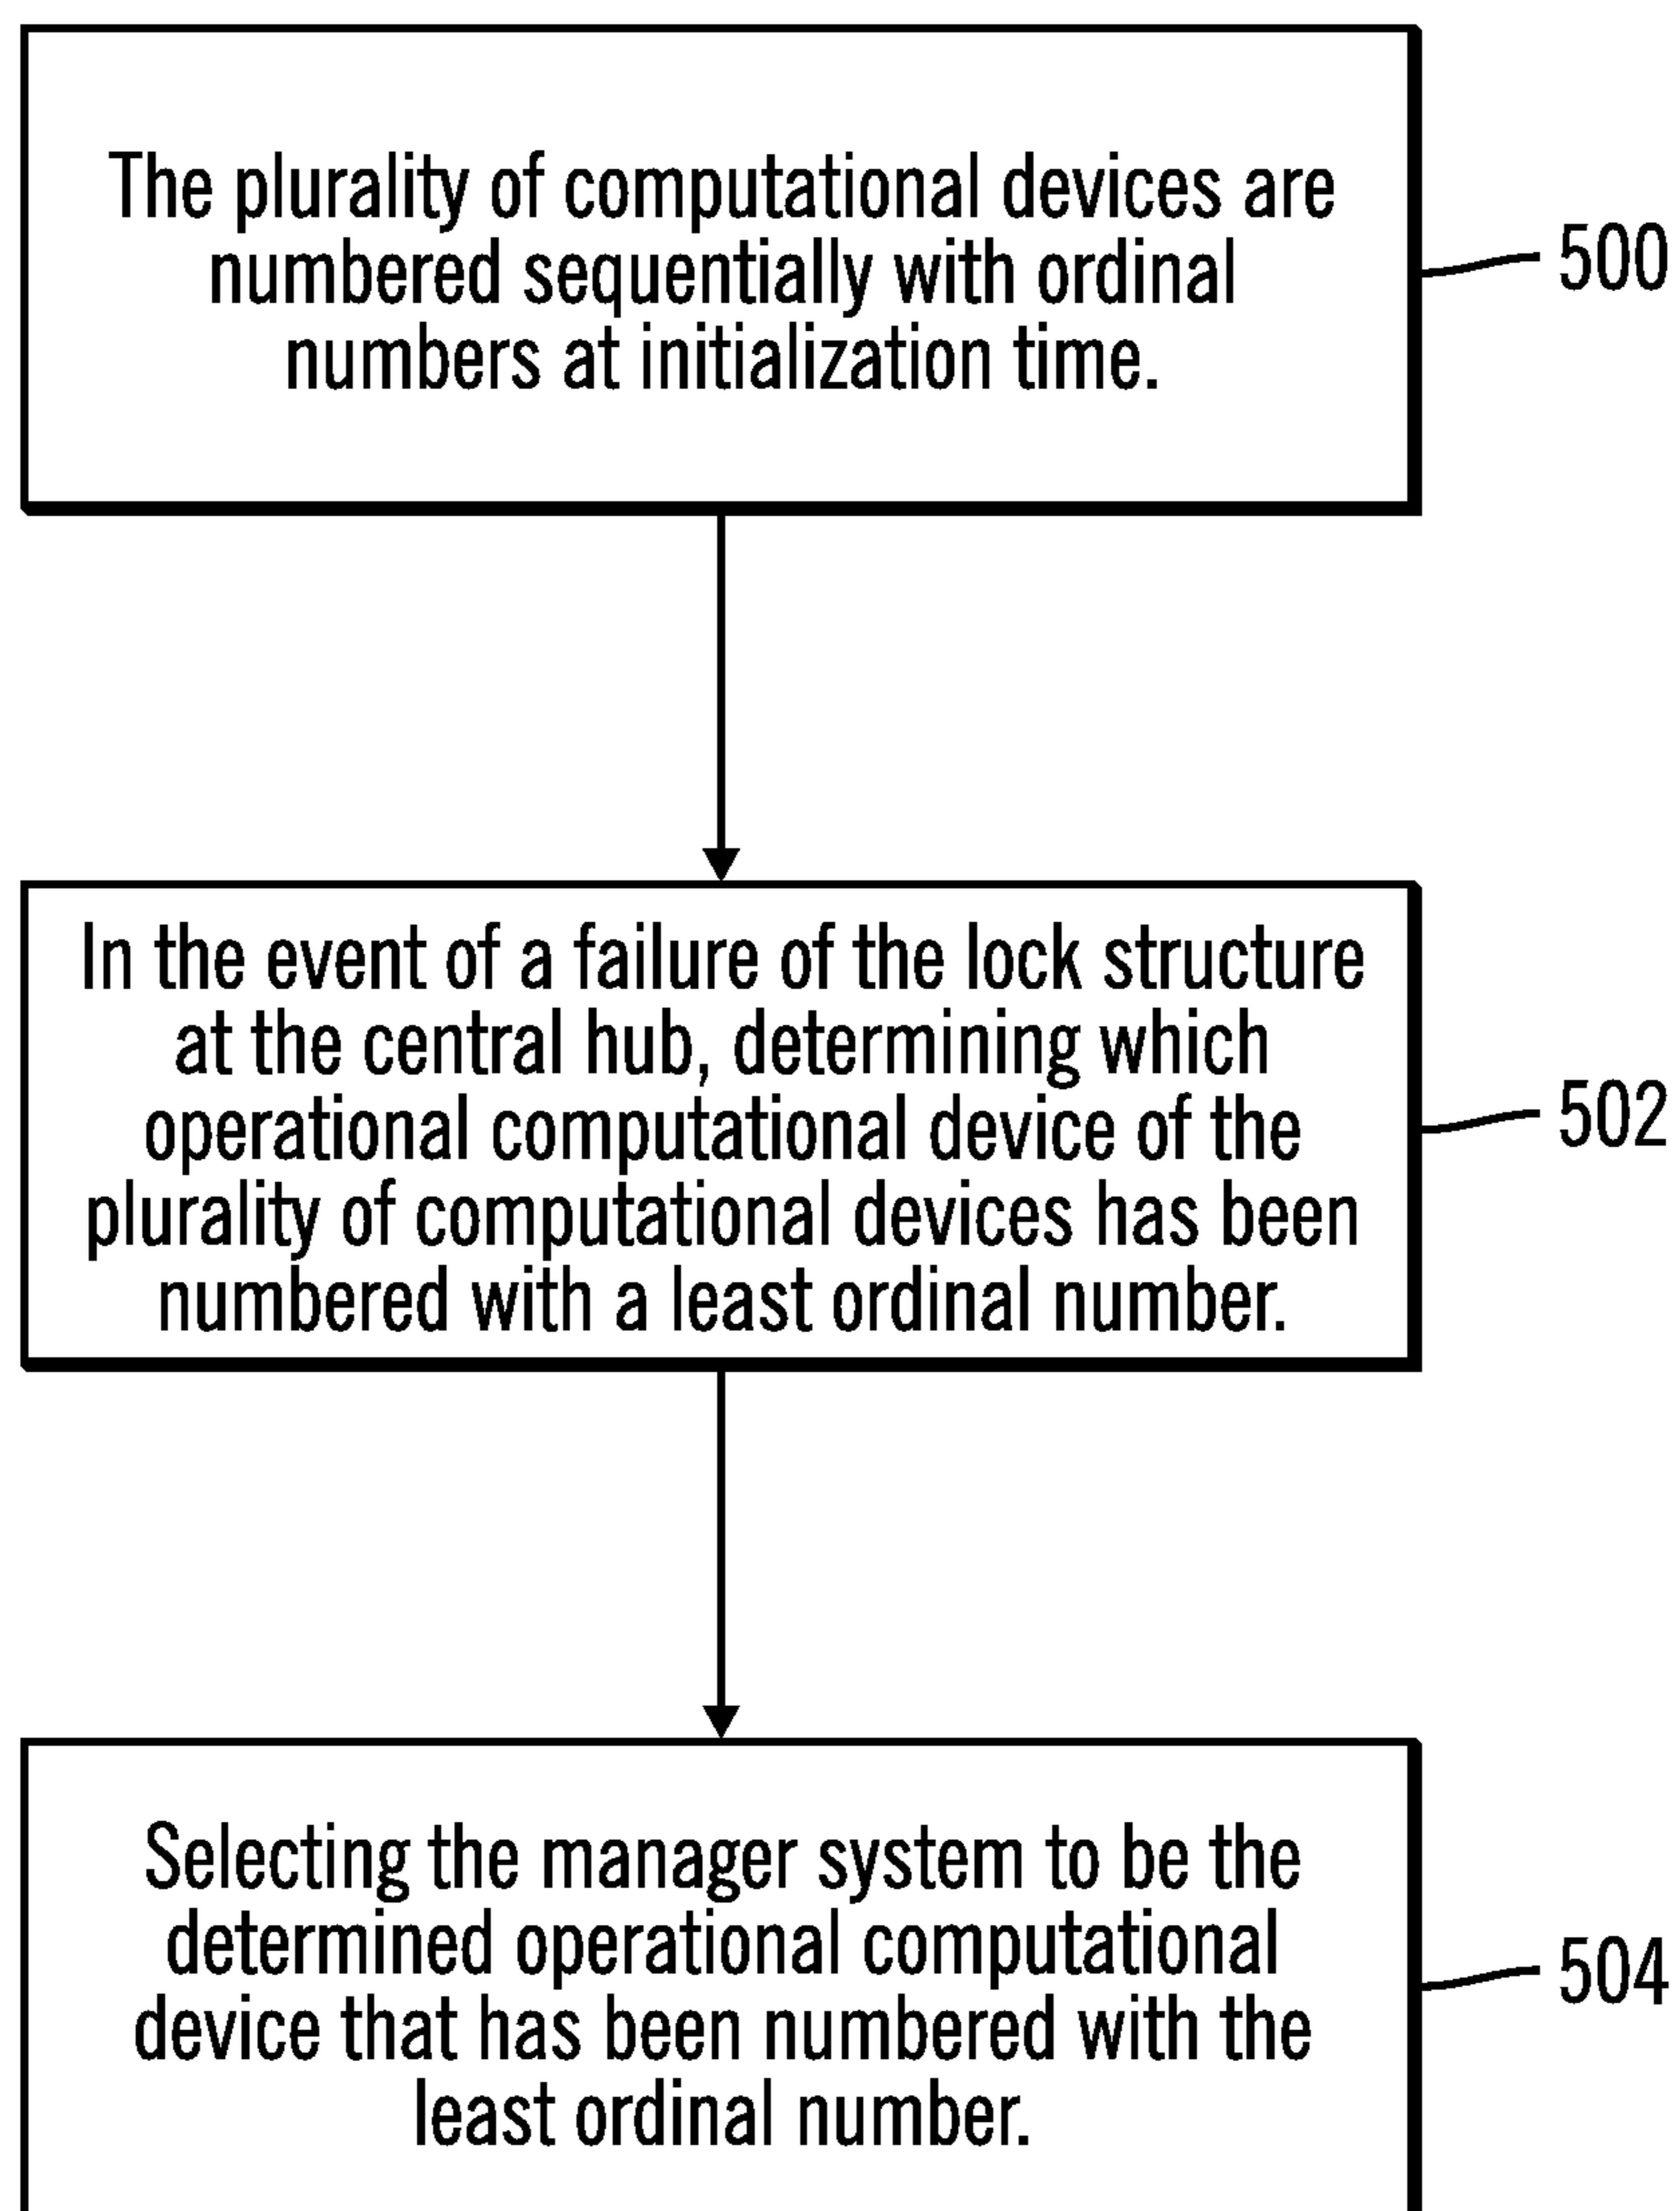 The plurality of computational devices are
numbered sequentially with ordinal
numbers at initialization time.
500
In the event of a failure of the lock structure
at the central hub, determining which
operational computational device of the
plurality of computational devices has been
numbered with a least ordinal number.
502
Selecting the manager system to be the
determined operational computational
device that has been numbered with the
least ordinal number.
504